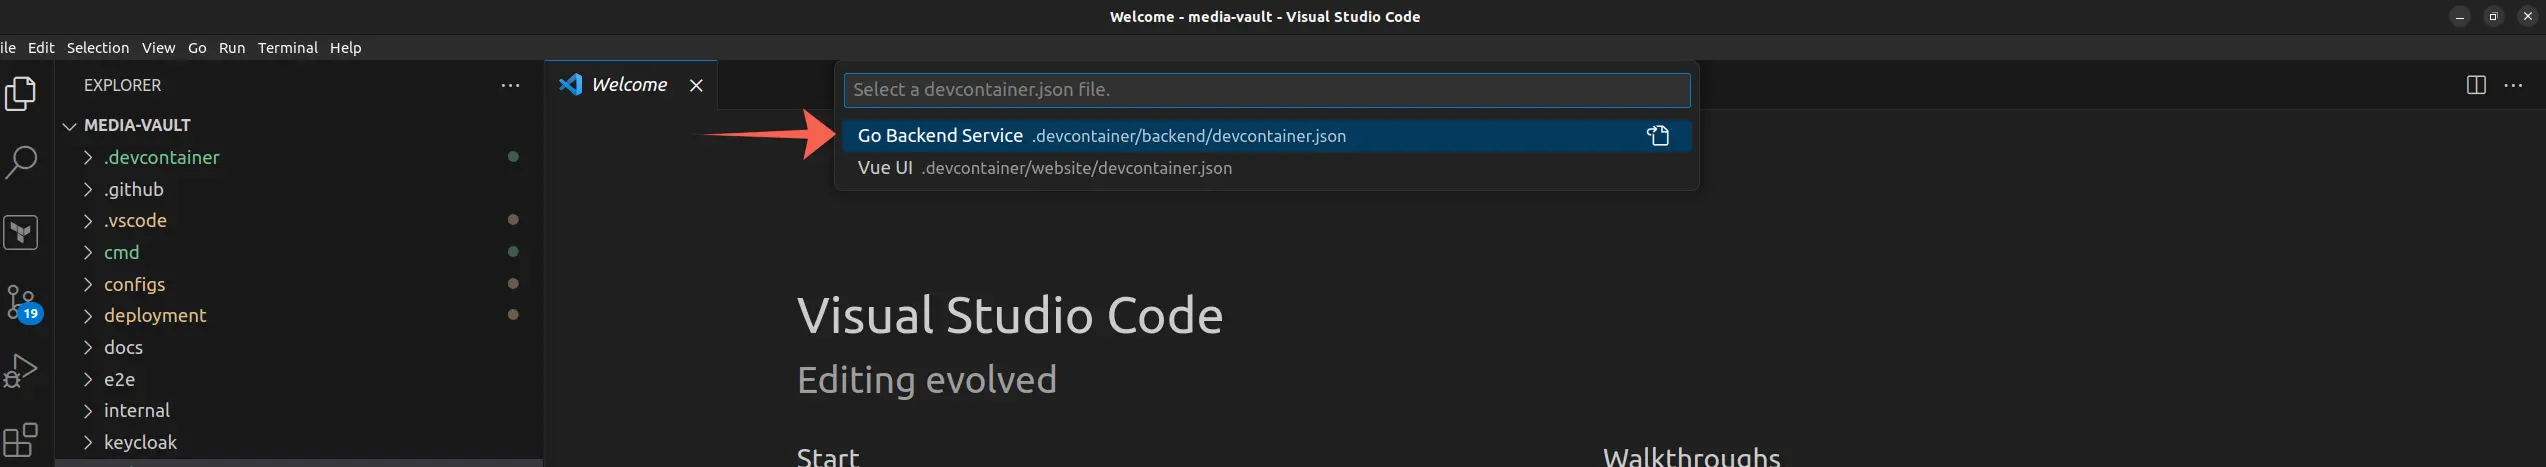 Welcome - media-vault - Visual Studio Code
ile Edit Selection View Go Run Terminal Help
EXPLORER
Welcome
Select a devcontainer.json file.
MEDIA-VAULT
Go Backend Service .devcontainer/backend/devcontainer.json
.devcontainer
Vue UI .devcontainer/website/devcontainer.json
.github
.vscode
cmd
configs
19
deployment
Visual Studio Code
docs
e2e
Editing evolved
internal
keycloak
Start Walkthroughs